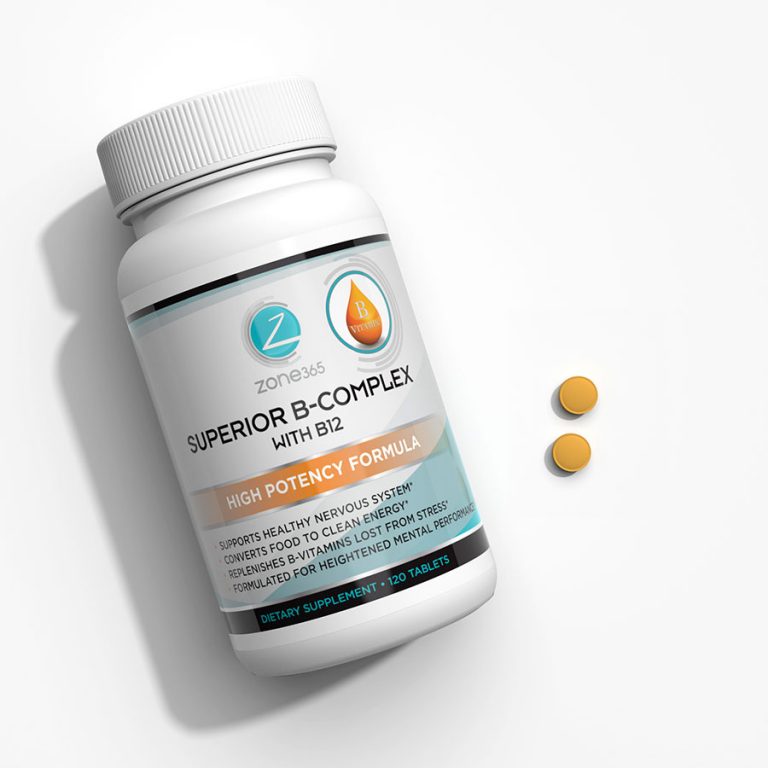 Z
B
VITAMIN
zone365
SUPERIOR B-COMPLEX
WITH B12
HIGH POTENCY FORMULA
SUPPORTS HEALTHY NERVOUS SYSTEM*
CONVERTS FOOD TO CLEAN ENERGY*
REPLENISHES B-VITAMINS LOST FROM STRESS*
FORMULATED FOR HEIGHTENED MENTAL PERFORMANCE
DIETARY SUPPLEMENT • 120 TABLETS